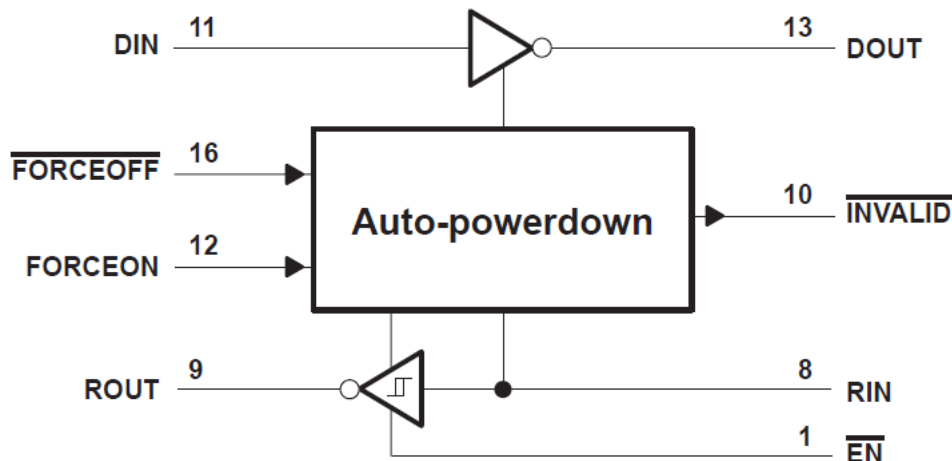 DIN 11 13 DOUT
FORCEOFF 16
Auto-powerdown
10 INVALID
FORCEON 12
ROUT 9 8 RIN
1 EN